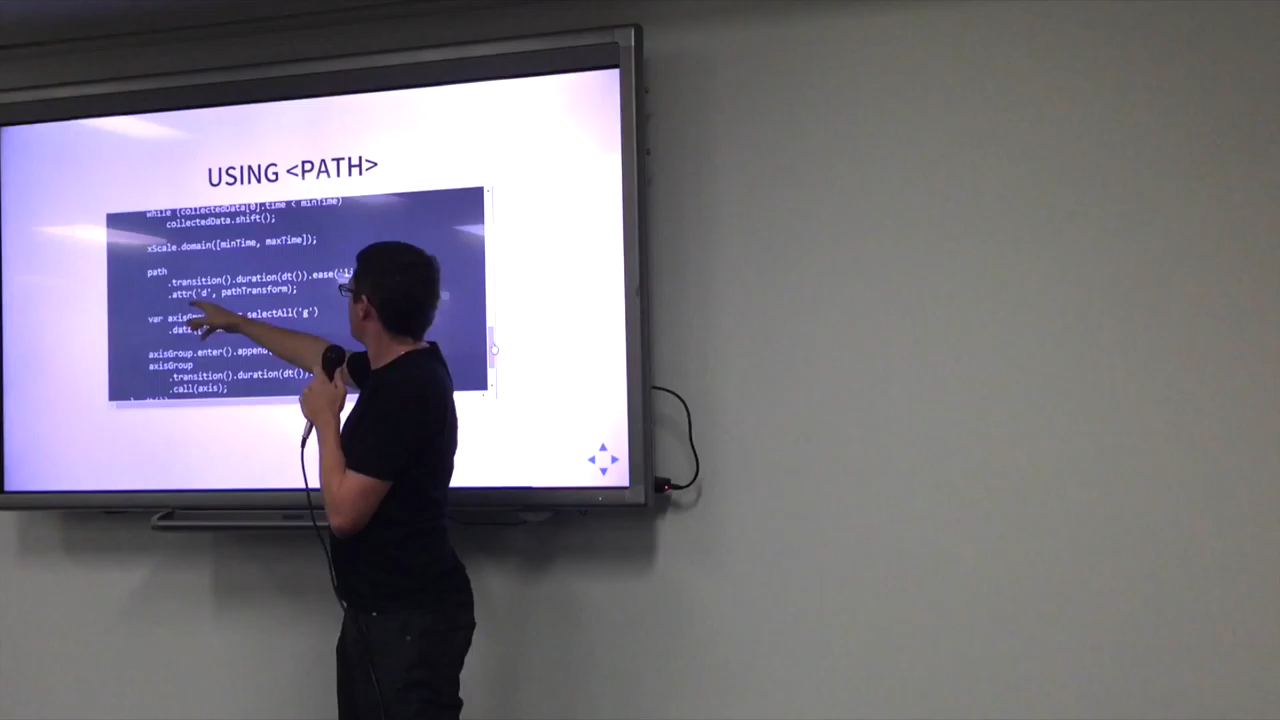 USING <PATH>
while (collectedData[0].time < minTime)
collectedData.shift();
xScale.domain([minTime, maxTime]);
path
.transition().duration(dt()).ease('li
.attr('d', pathTransform);
var selectAll('g')
axisGroup.enter().append(
axisGroup
.transition().duration(dt()).
.call(axis);